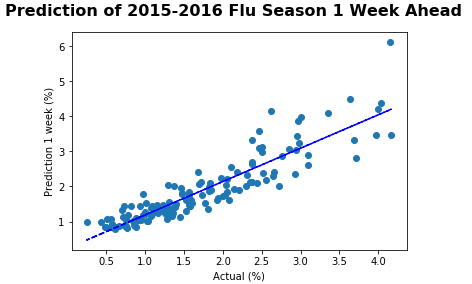 Prediction of 2015-2016 Flu Season 1 Week Ahead
6
5
4
3
2
1
Prediction 1 week (%)
0.5 1.0 1.5 2.0 2.5 3.0 3.5 4.0
Actual (%)